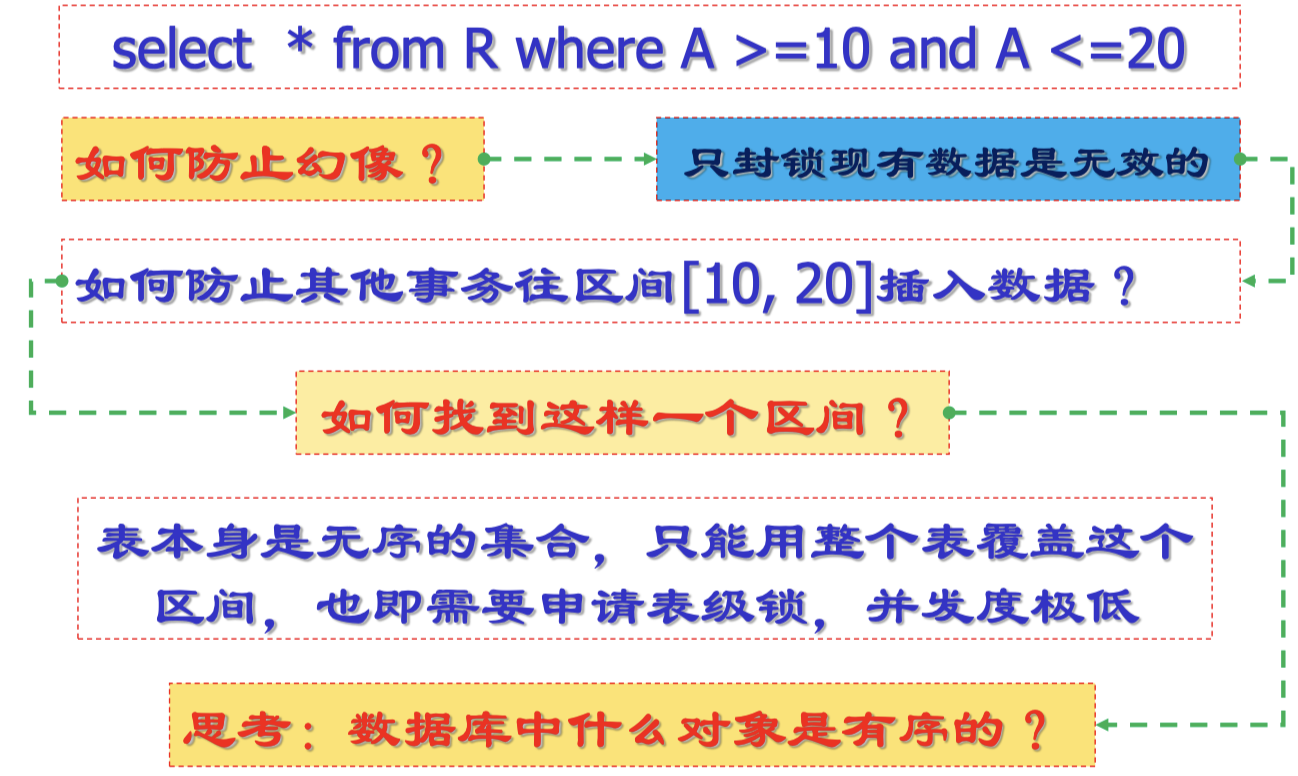 select * from R where A >=10 and A <=20
如何防止幻像？
只封锁现有数据是无效的
如何防止其他事务往区间[10, 20]插入数据？
如何找到这样一个区间？
表本身是无序的集合，只能用整个表覆盖这个
区间，也即需要申请表级锁，并发度极低
思考：数据库中什么对象是有序的？